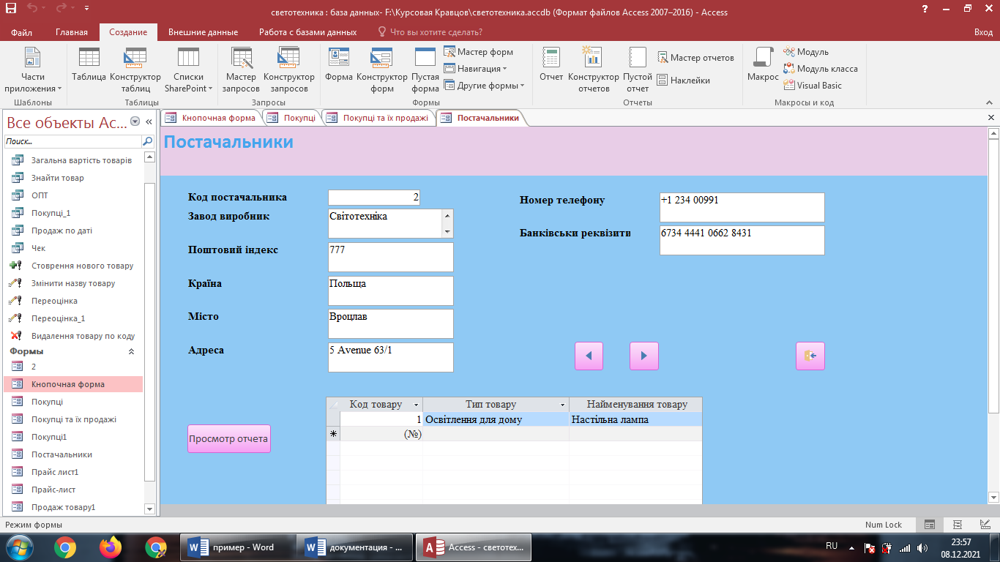 светотехника : база данных- F:\Курсовая Кравцов\светотехника.accdb (Формат файлов Access 2007–2016) - Access
Файл Главная Создание Внешние данные Работа с базами данных Что вы хотите сделать? Вход
Части приложения
Таблица
Конструктор таблиц
Списки SharePoint
Мастер запросов
Конструктор запросов
Форма
Конструктор форм
Пустая форма
Мастер форм
Навигация
Другие формы
Отчет
Конструктор отчетов
Пустой отчет
Мастер отчетов
Наклейки
Макрос
Модуль
Модуль класса
Visual Basic
Шаблоны Таблицы Запросы Формы Отчеты Макросы и код
Все объекты Ac...
Поиск...
Загальна вартість товарів
Знайти товар
ОПТ
Покупці_1
Продаж по даті
Чек
Стоврення нового товару
Змінити назву товару
Переоцінка
Переоцінка_1
Видалення товару по коду
Формы
2
Кнопочная форма
Покупці
Покупці та їх продажі
Покупці1
Постачальники
Прайс лист1
Прайс-лист
Продаж товару1
Кнопочная форма Покупці Покупці та їх продажі Постачальники
Постачальники
Код постачальника 2
Завод виробник Світотехніка
Поштовий індекс 777
Країна Польща
Місто Вроцлав
Адреса 5 Avenue 63/1
Номер телефону +1 234 00991
Банківськи реквізити 6734 4441 0662 8431
Просмотр отчета
Код товару Тип товару Найменування товару
1 Освітлення для дому Настільна лампа
(№)
Режим формы Num Lock
пример - Word
документация - ...
Access - светотех...
RU
23:57
08.12.2021